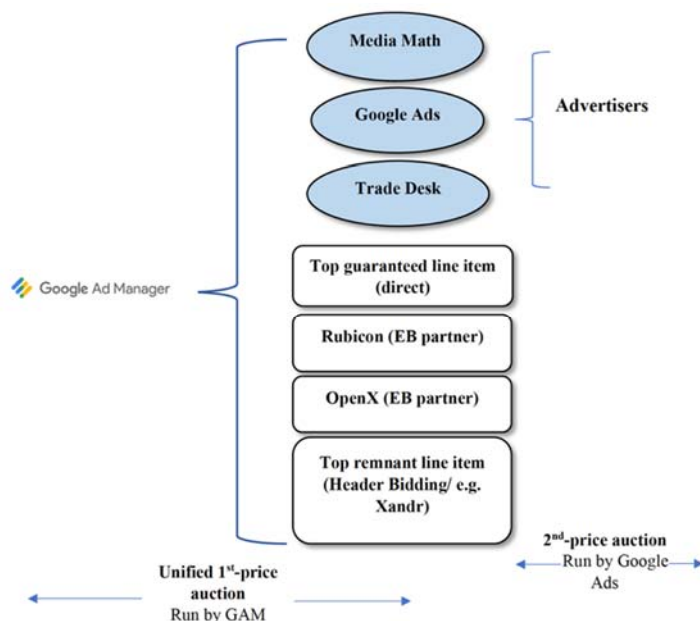 Media Math
Google Ads
Advertisers
Trade Desk
Top guaranteed line item
(direct)
Google Ad Manager
Rubicon (EB partner)
OpenX (EB partner)
Top remnant line item
(Header Bidding/ e.g.
Xandr)
2nd-price auction
Run by Google
Ads
Unified 1st-price
auction
Run by GAM